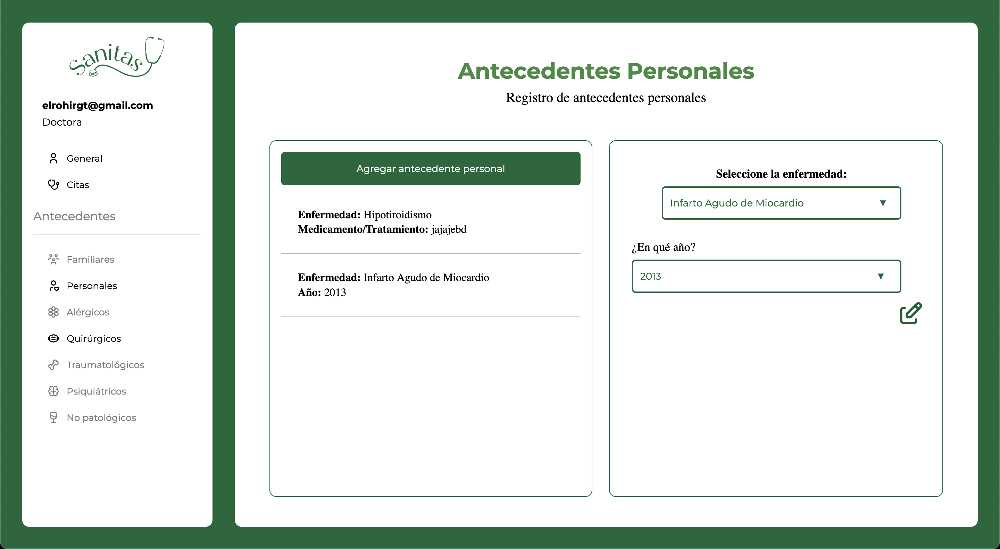 Sanitas
elrohirgt@gmail.com
Doctora
General
Citas
Antecedentes
Familiares
Personales
Alérgicos
Quirúrgicos
Traumatológicos
Psiquiátricos
No patológicos
Antecedentes Personales
Registro de antecedentes personales
Agregar antecedente personal
Enfermedad: Hipotiroidismo
Medicamento/Tratamiento: jajajebd
Enfermedad: Infarto Agudo de Miocardio
Año: 2013
Seleccione la enfermedad:
Infarto Agudo de Miocardio
¿En qué año?
2013